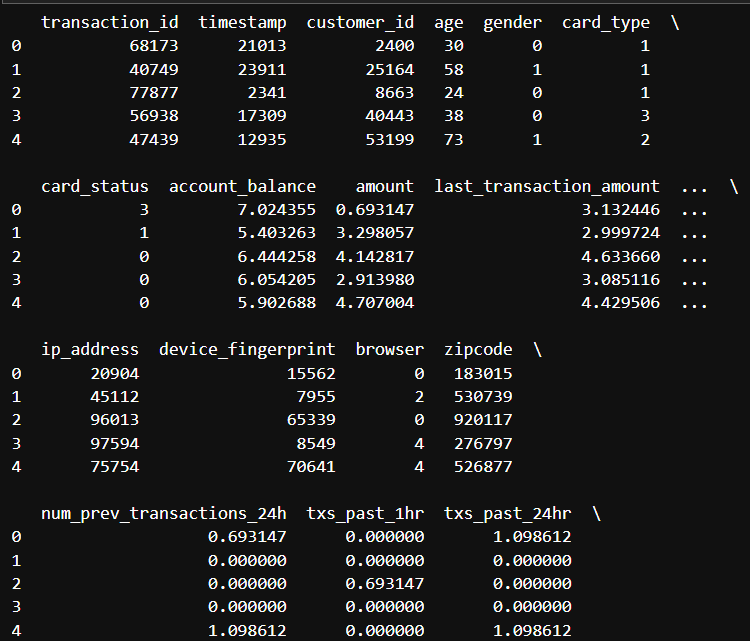 transaction_id timestamp customer_id age gender card_type \
0 68173 21013 2400 30 0 1
1 40749 23911 25164 58 1 1
2 77877 2341 8663 24 0 1
3 56938 17309 40443 38 0 3
4 47439 12935 53199 73 1 2
card_status account_balance amount last_transaction_amount ... \
0 3 7.024355 0.693147 3.132446 ...
1 1 5.403263 3.298057 2.999724 ...
2 0 6.444258 4.142817 4.633660 ...
3 0 6.054205 2.913980 3.085116 ...
4 0 5.902688 4.707004 4.429506 ...
ip_address device_fingerprint browser zipcode \
0 20904 15562 0 183015
1 45112 7955 2 530739
2 96013 65339 0 920117
3 97594 8549 4 276797
4 75754 70641 4 526877
num_prev_transactions_24h txs_past_1hr txs_past_24hr \
0 0.693147 0.000000 1.098612
1 0.000000 0.000000 0.000000
2 0.000000 0.693147 0.000000
3 0.000000 0.000000 0.000000
4 1.098612 0.000000 1.098612